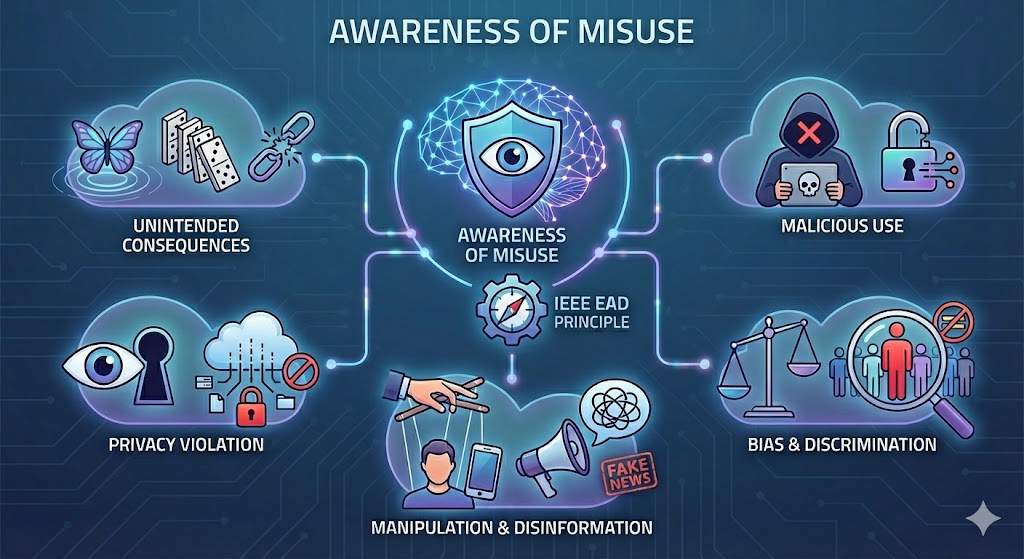 AWARENESS OF MISUSE
UNINTENDED
CONSEQUENCES
AWARENESS
OF MISUSE
MALICIOUS USE
IEEE EAD
PRINCIPLE
PRIVACY VIOLATION
FAKE
NEWS
BIAS & DISCRIMINATION
MANIPULATION & DISINFORMATION